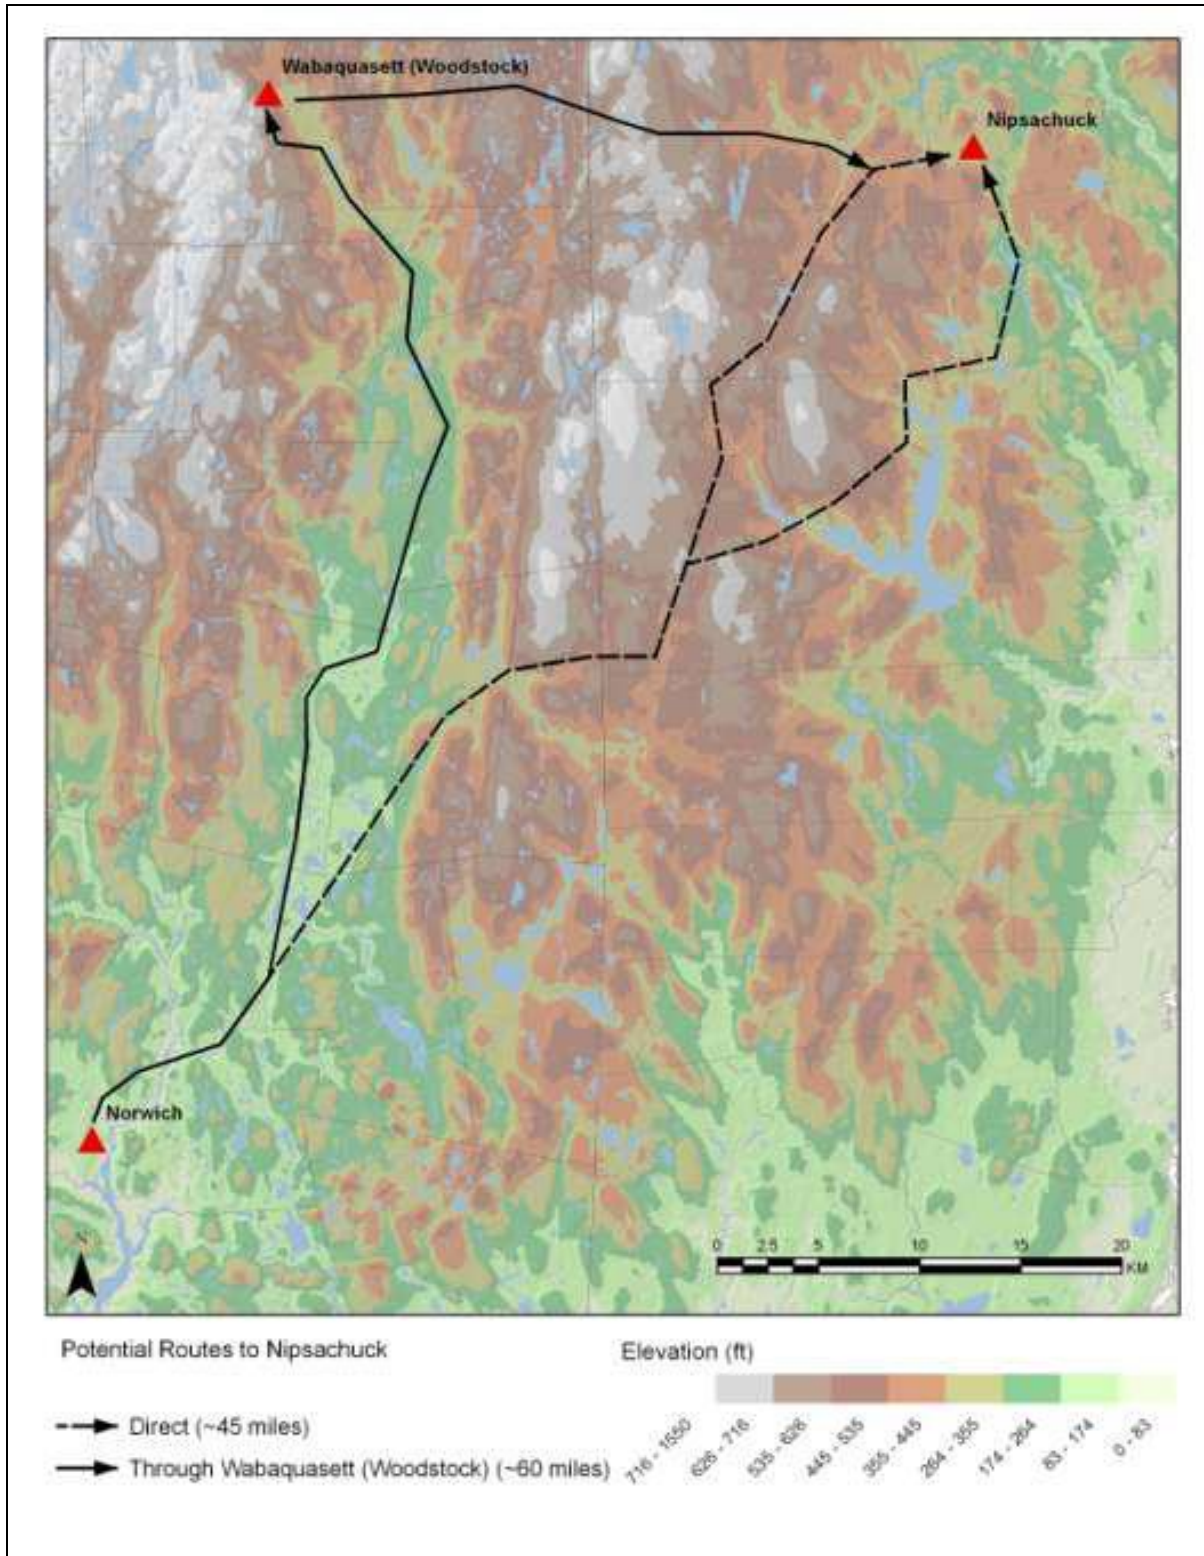 Wabaquasett (Woodstock)
Nipsachuck
Norwich
N
0 2.5 5 10 15 20
KM
Potential Routes to Nipsachuck
Elevation (ft)
Direct (~45 miles)
Through Wabaquasett (Woodstock) (~60 miles)
716 - 1550
626 - 716
535 - 626
445 - 535
355 - 445
264 - 355
174 - 264
83 - 174
0 - 83